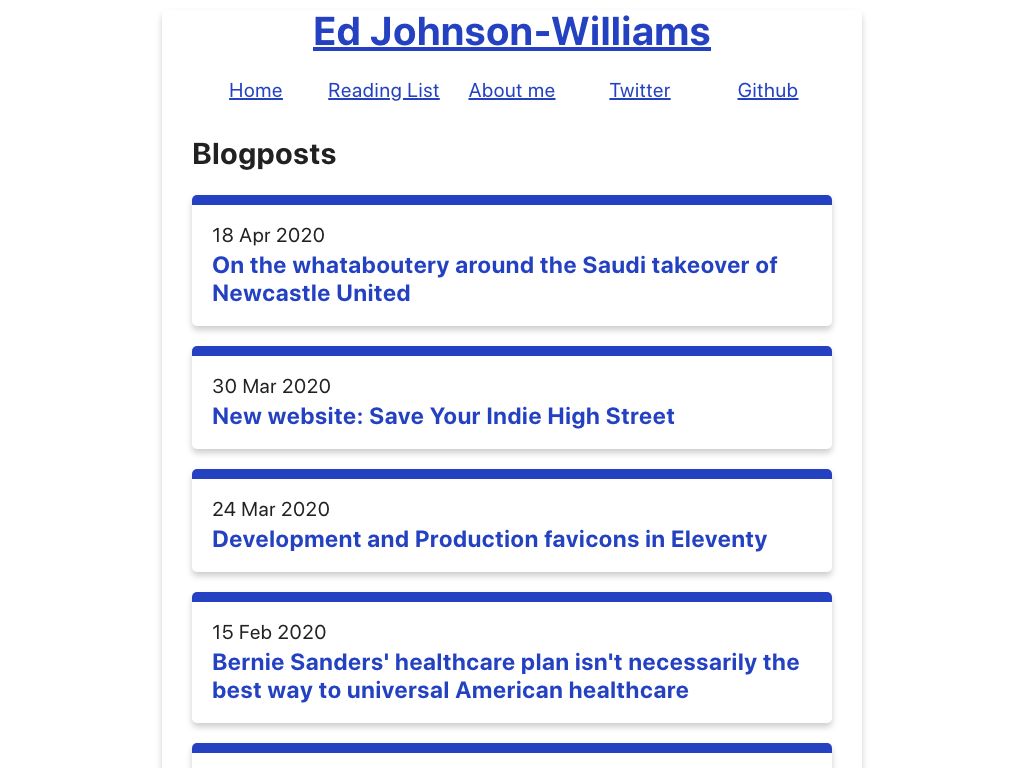 Ed Johnson-Williams
Home Reading List About me Twitter Github
Blogposts
18 Apr 2020
On the whataboutery around the Saudi takeover of
Newcastle United
30 Mar 2020
New website: Save Your Indie High Street
24 Mar 2020
Development and Production favicons in Eleventy
15 Feb 2020
Bernie Sanders' healthcare plan isn't necessarily the
best way to universal American healthcare